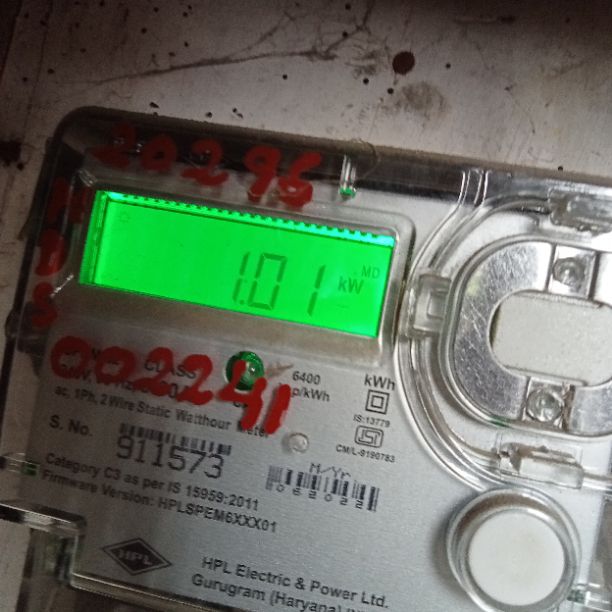 20296
MD
1.01 kW
N
D
S
CLASS
6400
p/kWh
kWh
002241
ac, 1Ph, 2 Wire Static Watthour Meter
IS:13779
S. No.
911573
CM/L-9190783
Category C3 as per IS 15959:2011
M/Yr
062022
Firmware Version: HPLSPEM6XXX01
HPL
HPL Electric & Power Ltd.
Gurugram (Haryana)